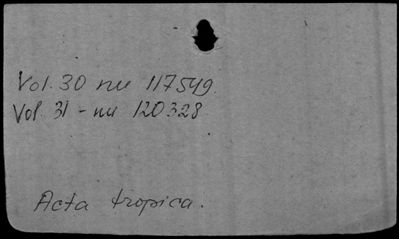 Vol. 30 nu 117549.
Vol. 31 - nu 120328
Acta tropica.